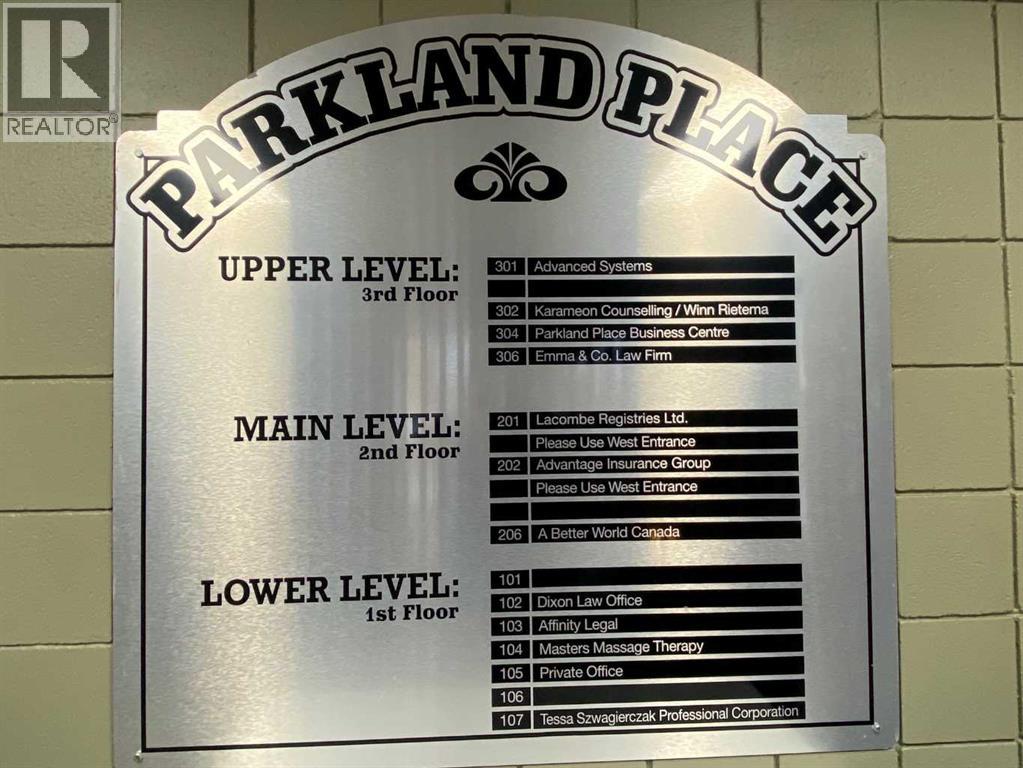 R
REALTOR®
PARKLAND PLACE
UPPER LEVEL:
3rd Floor
301 Advanced Systems
302 Karameon Counselling / Winn Rietema
304 Parkland Place Business Centre
306 Emma & Co. Law Firm
MAIN LEVEL:
2nd Floor
201 Lacombe Registries Ltd.
Please Use West Entrance
202 Advantage Insurance Group
Please Use West Entrance
206 A Better World Canada
LOWER LEVEL:
1st Floor
101
102 Dixon Law Office
103 Affinity Legal
104 Masters Massage Therapy
105 Private Office
106
107 Tessa Szwagierczak Professional Corporation